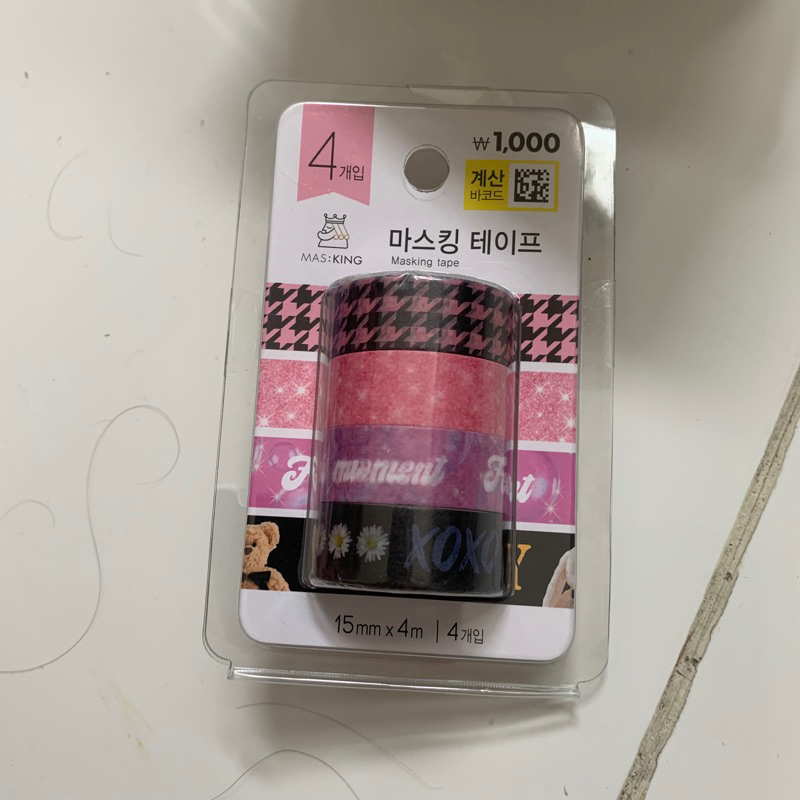 4개입
₩1,000
계산
바코드
MAS:KING
마스킹 테이프
Masking tape
moment
XOXO
15mm x 4m | 4개입